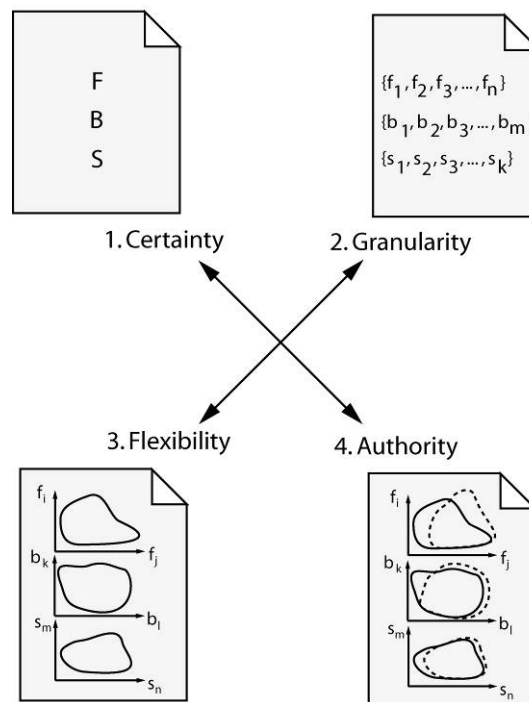 F
B
S
{f1, f2, f3, ..., fn}
{b1, b2, b3, ..., bm
{s1, s2, s3, ..., sk}
1. Certainty
2. Granularity
3. Flexibility
4. Authority
fi
fj
bk
bl
sm
sn
fi
fj
bk
bl
sm
sn